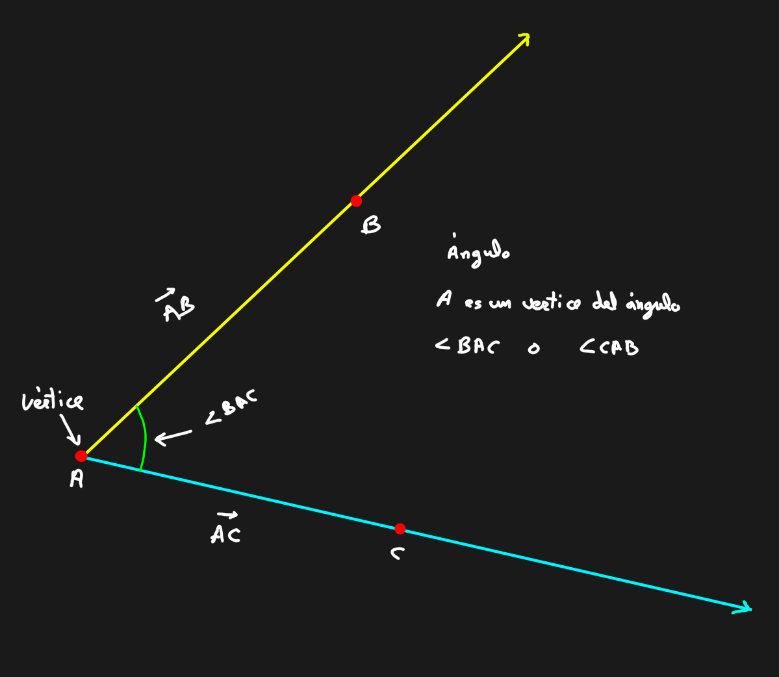 B
Ángulo
A es un vértice del ángulo
∠BAC o ∠CAB
→AB
vértice
∠BAC
A
→AC
C